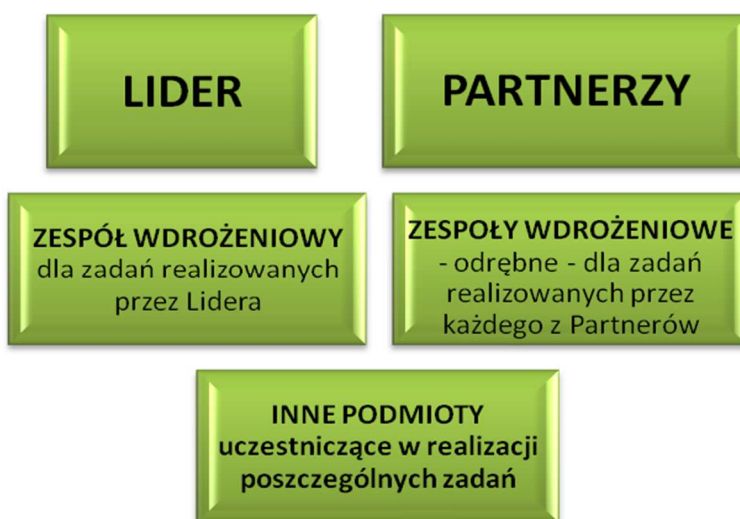 LIDER
PARTNERZY
ZESPÓŁ WDROŻENIOWY
dla zadań realizowanych
przez Lidera
ZESPOŁY WDROŻENIOWE
- odrębne - dla zadań
realizowanych przez
każdego z Partnerów
INNE PODMIOTY
uczestniczące w realizacji
poszczególnych zadań